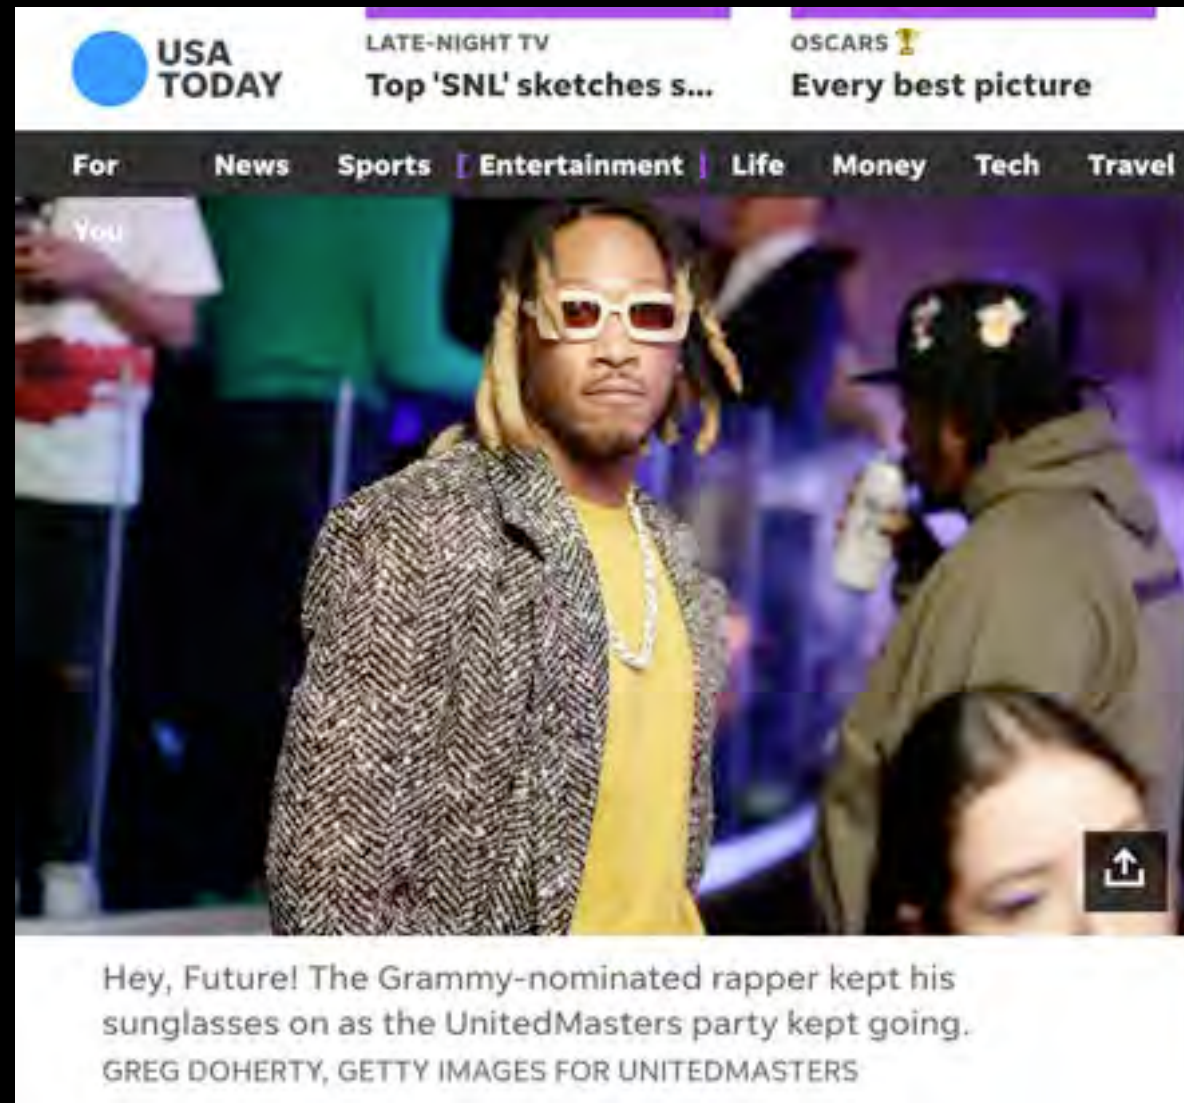 USA
TODAY
LATE-NIGHT TV
Top 'SNL' sketches s...
OSCARS 🏆
Every best picture
For
You
News
Sports
[ Entertainment ]
Life
Money
Tech
Travel
Hey, Future! The Grammy-nominated rapper kept his
sunglasses on as the UnitedMasters party kept going.
GREG DOHERTY, GETTY IMAGES FOR UNITEDMASTERS